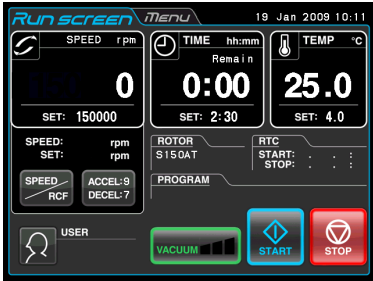 Run screen Menu 19 Jan 2009 10:11
SPEED rpm
0
SET: 150000
TIME hh:mm
Remain
0:00
SET: 2:30
TEMP °C
25.0
SET: 4.0
SPEED: rpm
SET: rpm
SPEED
RCF
ACCEL:9
DECEL:7
ROTOR
S150AT
RTC
START: . . :
STOP: . . :
PROGRAM
USER
VACUUM
START
STOP